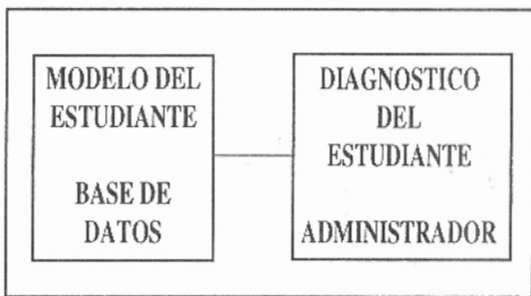 MODELO DEL
ESTUDIANTE
BASE DE
DATOS
DIAGNOSTICO
DEL
ESTUDIANTE
ADMINISTRADOR